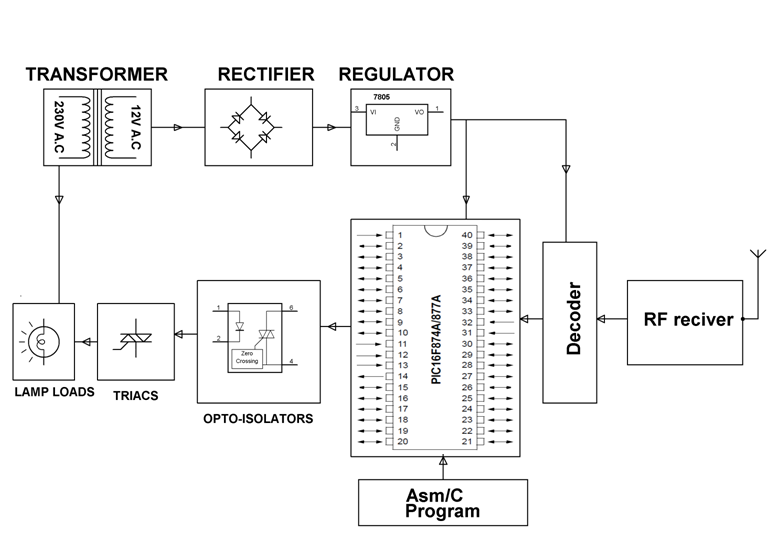 TRANSFORMER
RECTIFIER
REGULATOR
230V A.C
12V A.C
7805
3
VI
VO
1
GND
2
PIC16F874A/877A
1
2
3
4
5
6
7
8
9
10
11
12
13
14
15
16
17
18
19
20
40
39
38
37
36
35
34
33
32
31
30
29
28
27
26
25
24
23
22
21
Decoder
RF reciver
1
2
6
4
Zero
Crossing
LAMP LOADS
TRIACS
OPTO-ISOLATORS
Asm/C
Program